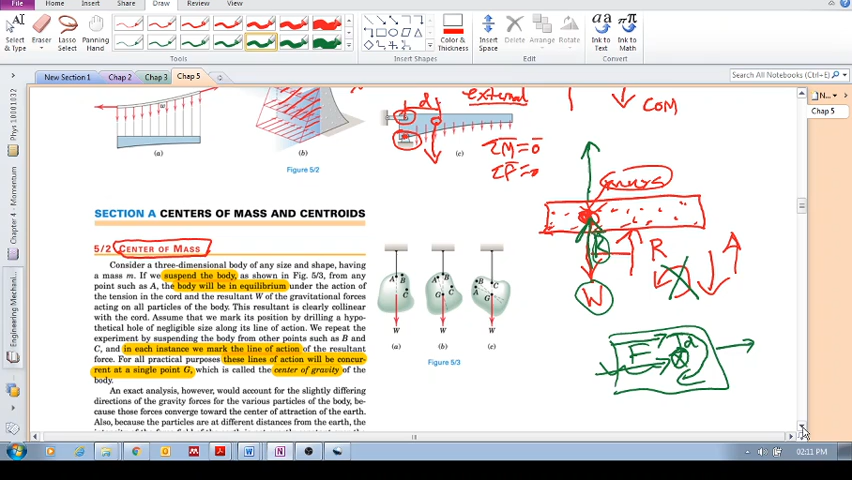 File Home Insert Share Draw History Review View
Select & Type
Eraser
Lasso Select
Panning Hand
Color & Thickness
Insert Space
Delete
Arrange
Rotate
Ink to Text
Ink to Math
Tools
Insert Shapes
Edit
Convert
New Section 1
Chap 2
Chap 3
Chap 5
Search All Notebooks (Ctrl+E)
Chap 5
Phys 10041037
Chapter 4 - Momentum
(a)
(b)
(c)
Figure 5/2
d
external
COM
ΣM=0
ΣF=0
R
R
W
A
F
d
SECTION A CENTERS OF MASS AND CENTROIDS
5/2 CENTER OF MASS
Consider a three-dimensional body of any size and shape, having
a mass m. If we suspend the body, as shown in Fig. 5/3, from any
point such as A, the body will be in equilibrium under the action of
the tension in the cord and the resultant W of the gravitational forces
acting on all particles of the body. This resultant is clearly collinear
with the cord. Assume that we mark its position by drilling a hypo-
thetical hole of negligible size along its line of action. We repeat the
experiment by suspending the body from other points such as B
and C, and in each instance we mark the line of action of the resultant
force. For all practical purposes these lines of action will be concur-
rent at a single point G, which is called the center of gravity of the
body.
An exact analysis, however, would account for the slightly differing
directions of the gravity forces for the various particles of the body,
because those forces converge toward the center of attraction of the
earth. Also, because the particles are at different distances from the earth, the
A B C W
A B C G W
A B C G W
(a) (b) (c)
Figure 5/3
02:11 PM